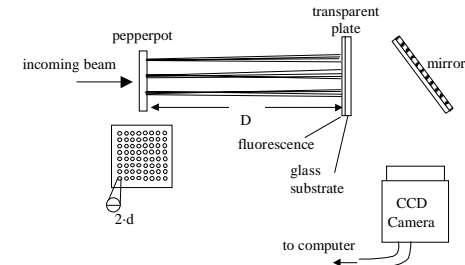 transparent
plate
pepperpot
incoming beam
mirror
D
fluorescence
glass
substrate
2·d
CCD
Camera
to computer